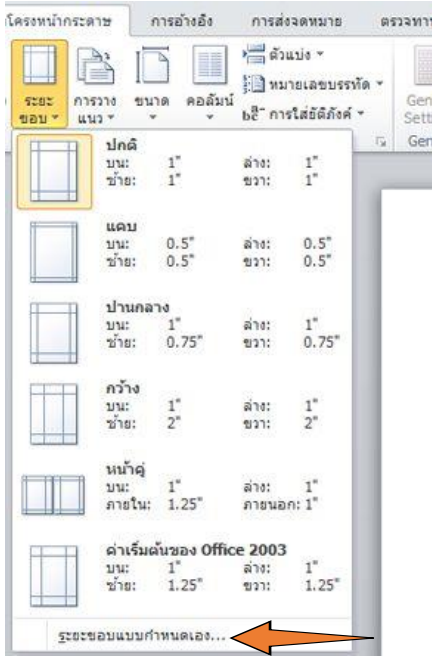 โครงหน้ากระดาษ การอ้างอิง การส่งจดหมาย ตรวจทาน
ระยะขอบ การวางแนว ขนาด คอลัมน์
ตัวแบ่ง
หมายเลขบรรทัด
bc การใส่ยัติภังค์
Gen
Sett
Gen
ปกติ
บน: 1" ล่าง: 1"
ซ้าย: 1" ขวา: 1"
แคบ
บน: 0.5" ล่าง: 0.5"
ซ้าย: 0.5" ขวา: 0.5"
ปานกลาง
บน: 1" ล่าง: 1"
ซ้าย: 0.75" ขวา: 0.75"
กว้าง
บน: 1" ล่าง: 1"
ซ้าย: 2" ขวา: 2"
หน้าคู่
บน: 1" ล่าง: 1"
ภายใน: 1.25" ภายนอก: 1"
ค่าเริ่มต้นของ Office 2003
บน: 1" ล่าง: 1"
ซ้าย: 1.25" ขวา: 1.25"
ระยะขอบแบบกำหนดเอง...